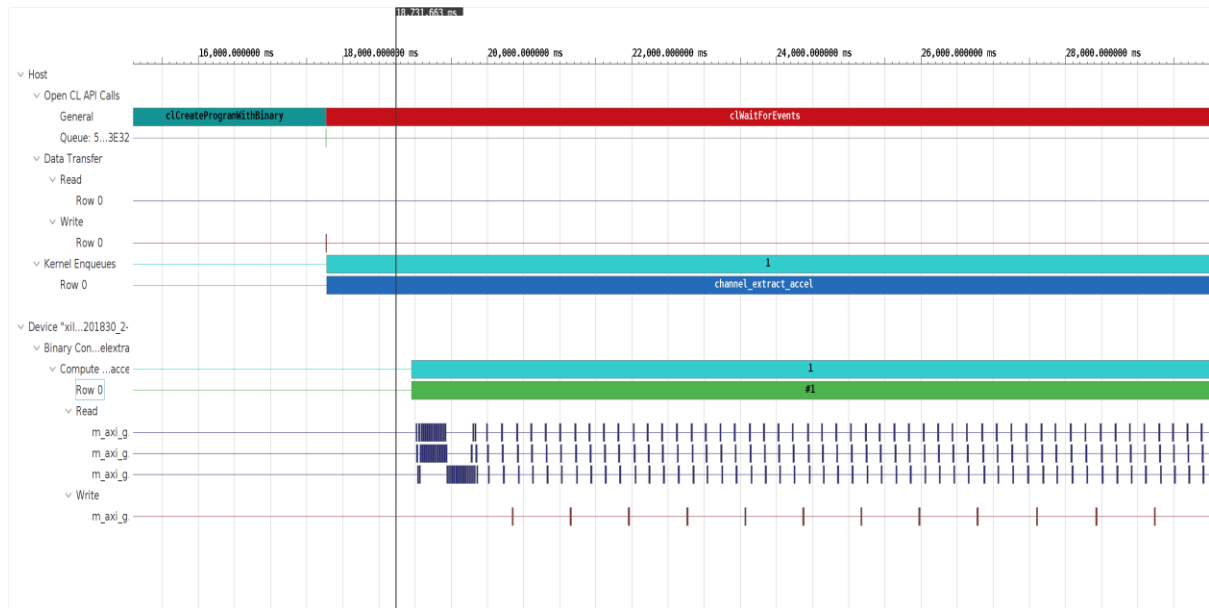 18,731.663 ms
16,000.000000 ms 18,000.000000 ms 20,000.000000 ms 22,000.000000 ms 24,000.000000 ms 26,000.000000 ms 28,000.000000 ms
Host
Open CL API Calls
General clCreateProgramWithBinary clWaitForEvents
Queue: 5...3E32
Data Transfer
Read
Row 0
Write
Row 0
Kernel Enqueues 1
Row 0 channel_extract_accel
Device "xil...201830_2-
Binary Con...elextra
Compute ...acce 1
Row 0 #1
Read
m_axi_g.
m_axi_g.
m_axi_g.
Write
m_axi_g.